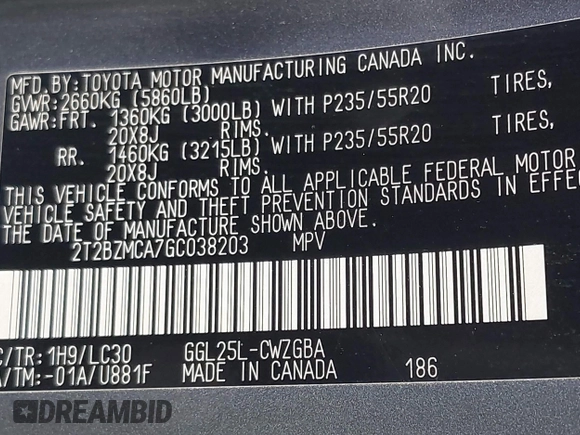 MFD.BY:TOYOTA MOTOR MANUFACTURING CANADA INC.
GVWR:2660KG (5860LB)
GAWR:FRT. 1360KG (3000LB) WITH P235/55R20 TIRES,
20X8J RIMS.
RR. 1460KG (3215LB) WITH P235/55R20 TIRES,
20X8J RIMS.
THIS VEHICLE CONFORMS TO ALL APPLICABLE FEDERAL MOTOR
VEHICLE SAFETY AND THEFT PREVENTION STANDARDS IN EFFEC
THE DATE OF MANUFACTURE SHOWN ABOVE.
2T2BZMCA7GC038203 MPV
C/TR:1H9/LC30 GGL25L-CWZGBA
/TM:-01A/U881F MADE IN CANADA 186
DREAMBID